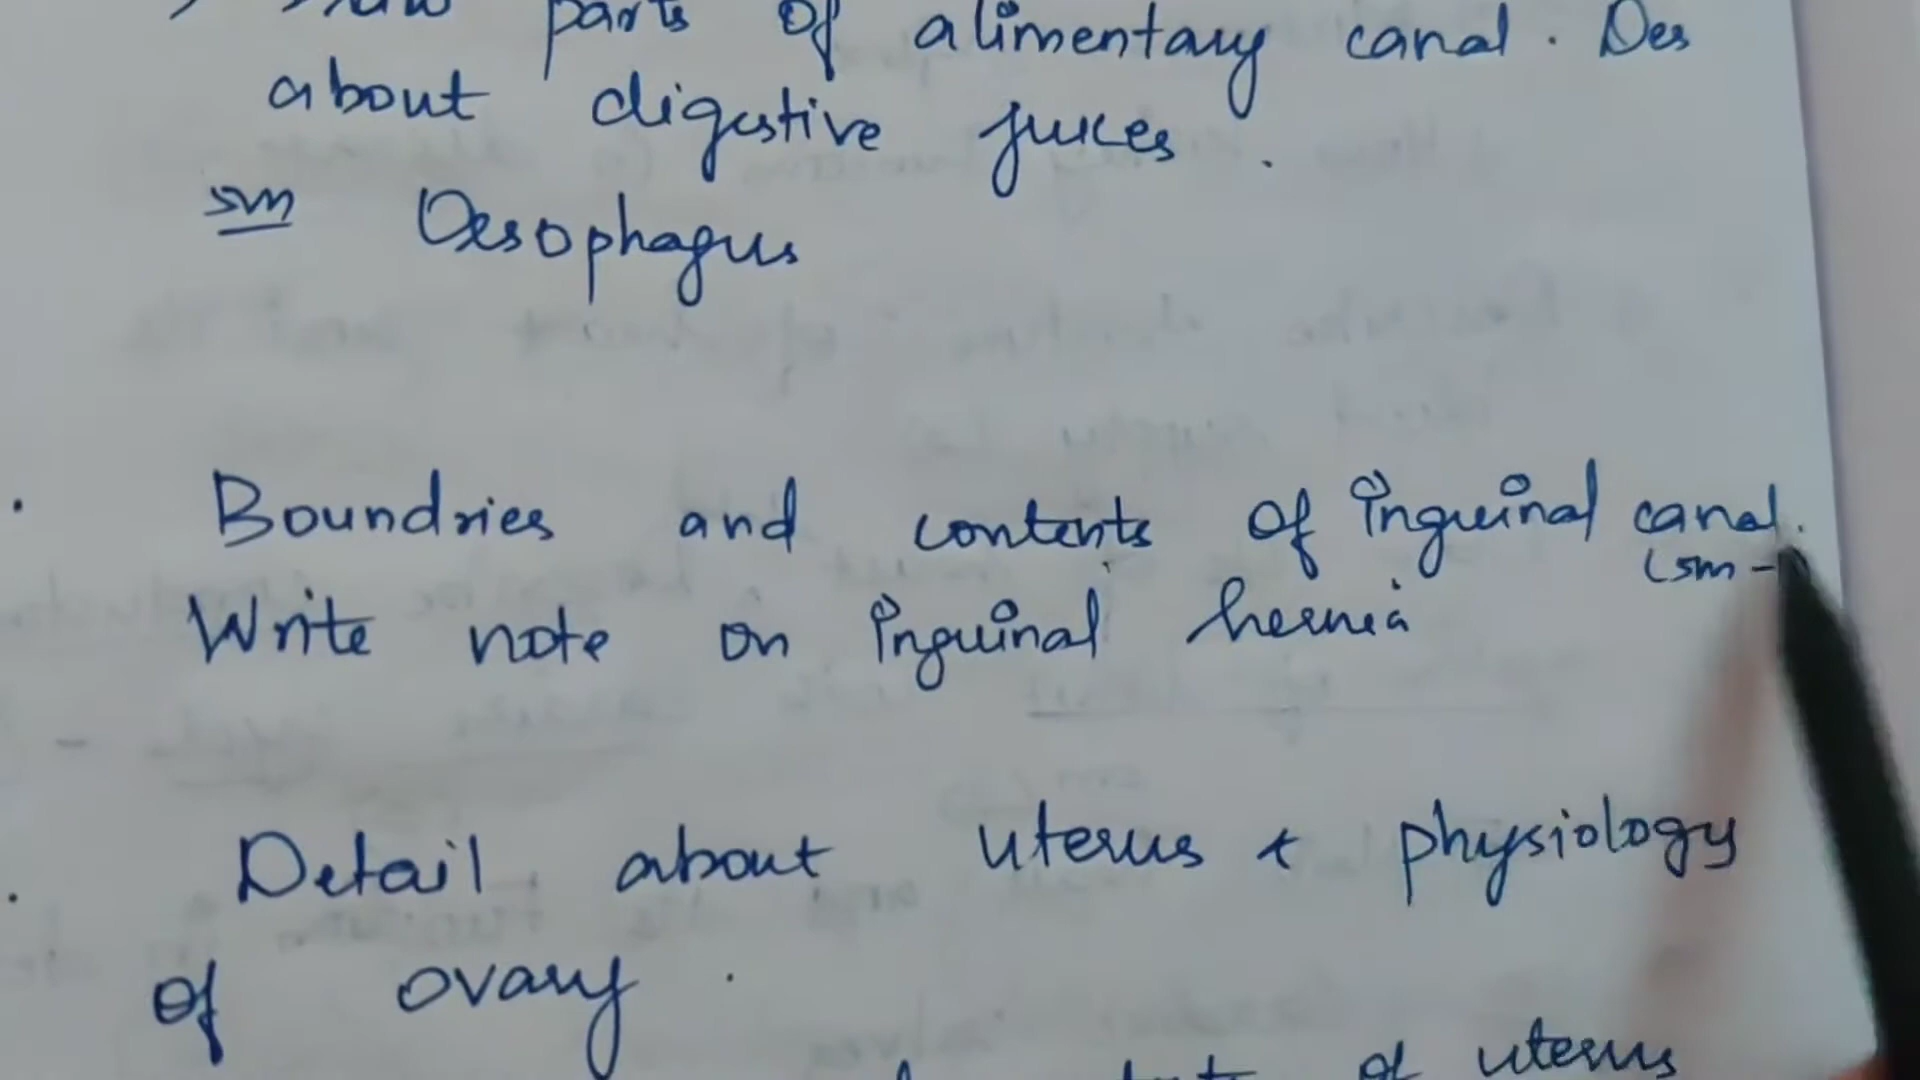 parts of alimentary canal. Des
about digestive juices.
5m Oesophagus
Boundries and contents of inguinal canal.
(5m -
Write note on inguinal hernia
Detail about uterus + physiology
of ovary.
of uterus